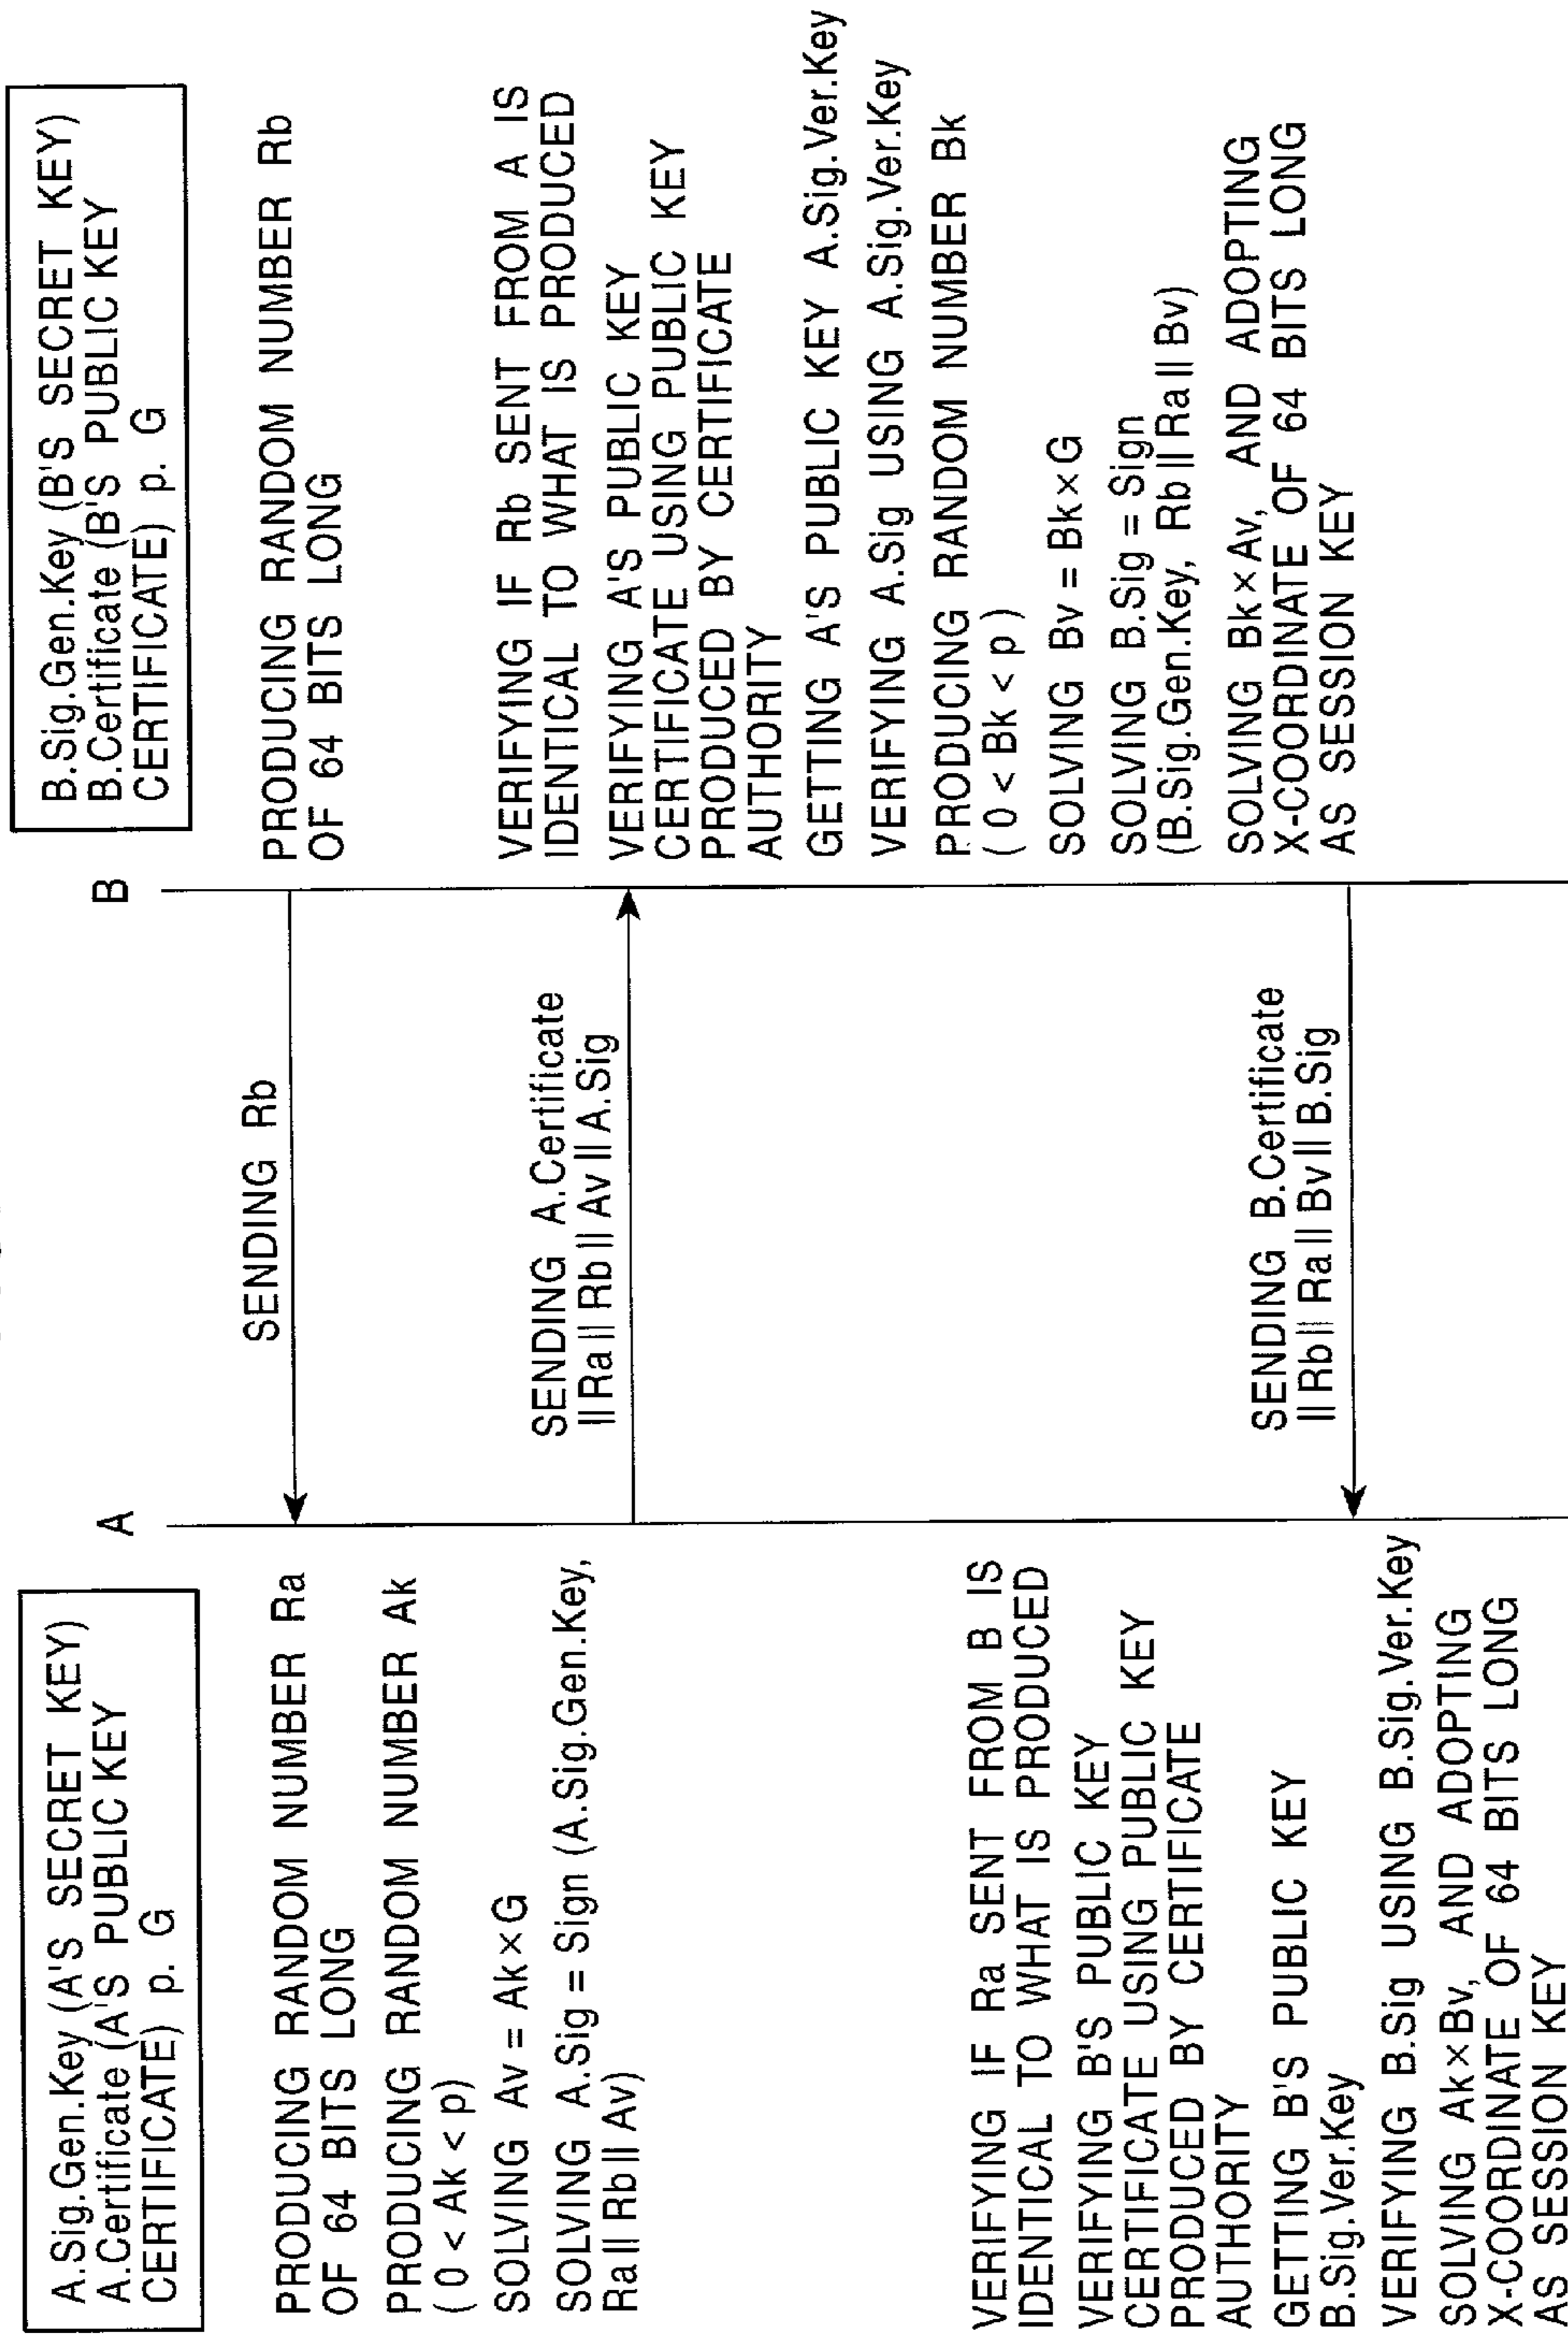 A
B
A.Sig.Gen.Key (A'S SECRET KEY)
A.Certificate (A'S PUBLIC KEY
CERTIFICATE) p. G
B.Sig.Gen.Key (B'S SECRET KEY)
B.Certificate (B'S PUBLIC KEY
CERTIFICATE) p. G
PRODUCING RANDOM NUMBER Rb
OF 64 BITS LONG
SENDING Rb
PRODUCING RANDOM NUMBER Ra
OF 64 BITS LONG
PRODUCING RANDOM NUMBER Ak
( 0 < Ak < p)
SOLVING Av = Ak × G
SOLVING A.Sig = Sign (A.Sig.Gen.Key,
Ra || Rb || Av)
SENDING A.Certificate
|| Ra || Rb || Av || A.Sig
VERIFYING IF Rb SENT FROM A IS
IDENTICAL TO WHAT IS PRODUCED
VERIFYING A'S PUBLIC KEY
CERTIFICATE USING PUBLIC KEY
PRODUCED BY CERTIFICATE
AUTHORITY
GETTING A'S PUBLIC KEY A.Sig.Ver.Key
VERIFYING A.Sig USING A.Sig.Ver.Key
PRODUCING RANDOM NUMBER Bk
( 0 < Bk < p )
SOLVING Bv = Bk × G
SOLVING B.Sig = Sign
(B.Sig.Gen.Key, Rb || Ra || Bv)
SOLVING Bk × Av, AND ADOPTING
X-COORDINATE OF 64 BITS LONG
AS SESSION KEY
SENDING B.Certificate
|| Rb || Ra || Bv || B.Sig
VERIFYING IF Ra SENT FROM B IS
IDENTICAL TO WHAT IS PRODUCED
VERIFYING B'S PUBLIC KEY
CERTIFICATE USING PUBLIC KEY
PRODUCED BY CERTIFICATE
AUTHORITY
GETTING B'S PUBLIC KEY
B.Sig.Ver.Key
VERIFYING B.Sig USING B.Sig.Ver.Key
SOLVING Ak × Bv, AND ADOPTING
X-COORDINATE OF 64 BITS LONG
AS SESSION KEY